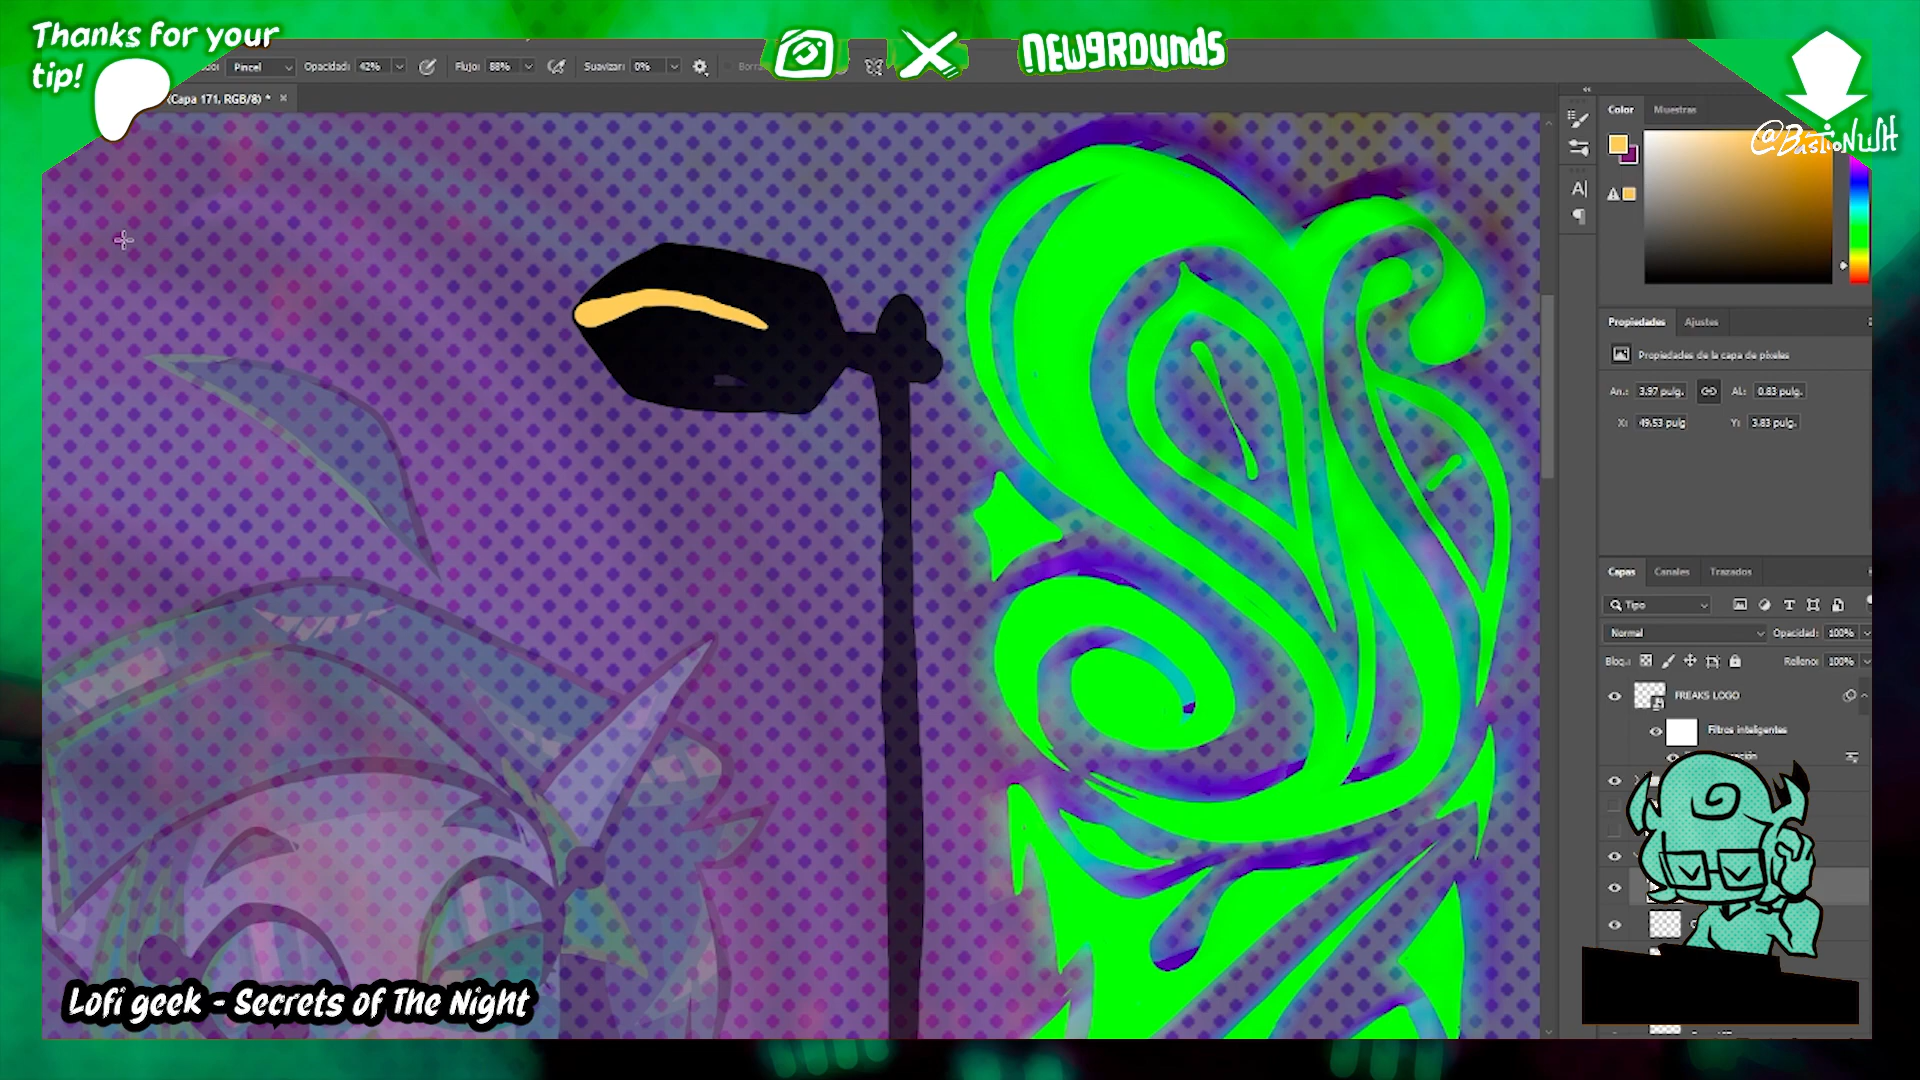 Thanks for your
tip!
Pincel
Opacidad: 42%
Flujo: 88%
Suavizar: 0%
NEWGROUNDS
(Capa 171, RGB/8) *
Color
Muestras
@BastioNWH
A|
Propiedades
Ajustes
Propiedades de la capa de píxeles
An.: 3.97 pulg.
Al.: 0.83 pulg.
X: 49.53 pulg
Y: 3.83 pulg.
Capas
Canales
Trazados
Tipo
Normal
Opacidad: 100%
Bloq.:
Relleno: 100%
FREAKS LOGO
Filtros inteligentes
Lofi geek - Secrets of The Night